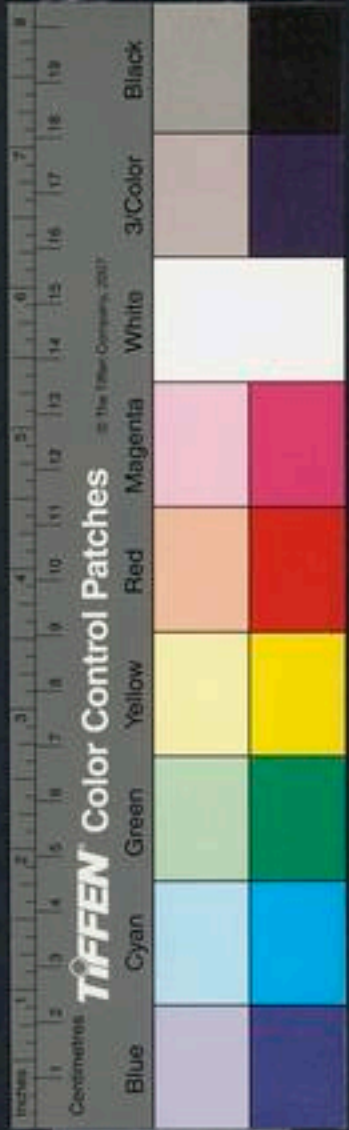 Inches 1 2 3 4 5 6 7 8
Centimetres 1 2 3 4 5 6 7 8 9 10 11 12 13 14 15 16 17 18 19
TIFFEN Color Control Patches © The Tiffen Company, 2007
Blue Cyan Green Yellow Red Magenta White 3/Color Black